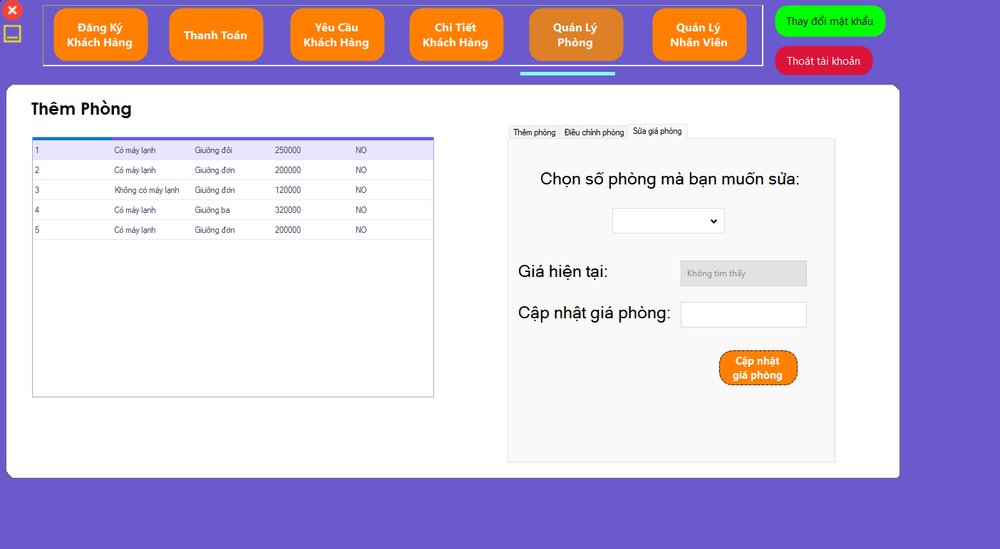 Đăng Ký
Khách Hàng
Thanh Toán
Yêu Cầu
Khách Hàng
Chi Tiết
Khách Hàng
Quản Lý
Phòng
Quản Lý
Nhân Viên
Thay đổi mật khẩu
Thoát tài khoản
Thêm Phòng
1 Có máy lạnh Giường đôi 250000 NO
2 Có máy lạnh Giường đơn 200000 NO
3 Không có máy lạnh Giường đơn 120000 NO
4 Có máy lạnh Giường ba 320000 NO
5 Có máy lạnh Giường đơn 200000 NO
Thêm phòng Điều chỉnh phòng Sửa giá phòng
Chọn số phòng mà bạn muốn sửa:
Giá hiện tại: Không tìm thấy
Cập nhật giá phòng:
Cập nhật
giá phòng